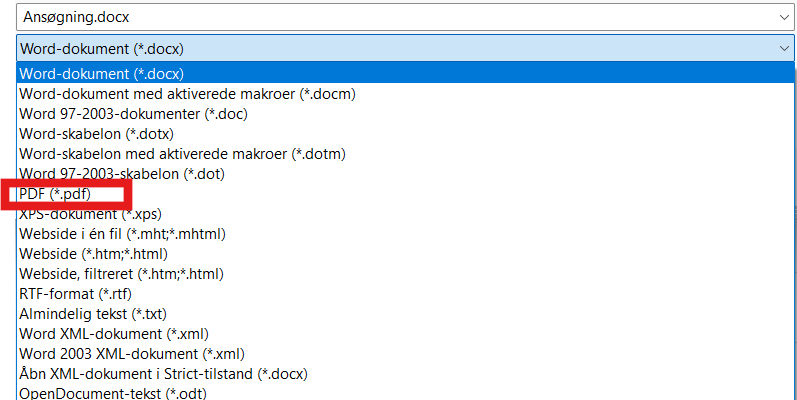 Ansøgning.docx
Word-dokument (*.docx)
Word-dokument (*.docx)
Word-dokument med aktiverede makroer (*.docm)
Word 97-2003-dokumenter (*.doc)
Word-skabelon (*.dotx)
Word-skabelon med aktiverede makroer (*.dotm)
Word 97-2003-skabelon (*.dot)
PDF (*.pdf)
XPS-dokument (*.xps)
Webside i én fil (*.mht;*.mhtml)
Webside (*.htm;*.html)
Webside, filtreret (*.htm;*.html)
RTF-format (*.rtf)
Almindelig tekst (*.txt)
Word XML-dokument (*.xml)
Word 2003 XML-dokument (*.xml)
Åbn XML-dokument i Strict-tilstand (*.docx)
OpenDocument-tekst (*.odt)